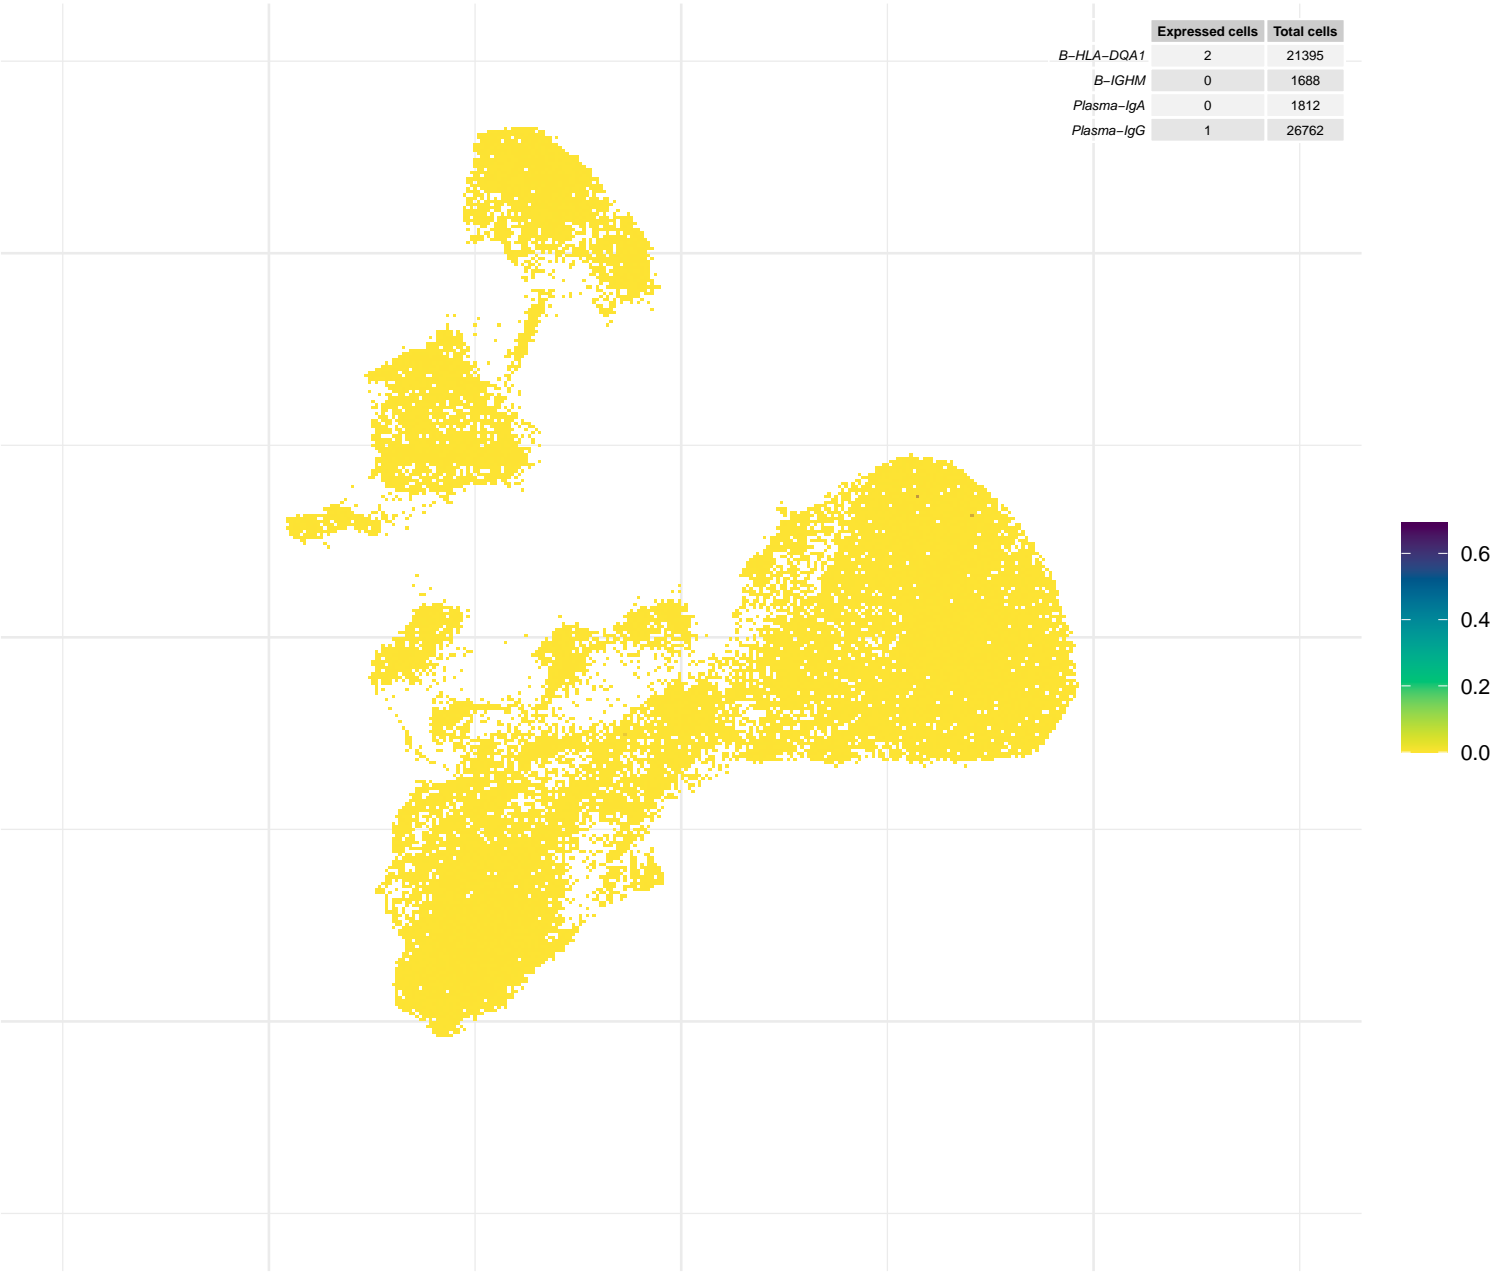 Expressed cells Total cells
B−HLA−DQA1 2 21395
B−IGHM 0 1688
Plasma−IgA 0 1812
Plasma−IgG 1 26762
0.6
0.4
0.2
0.0